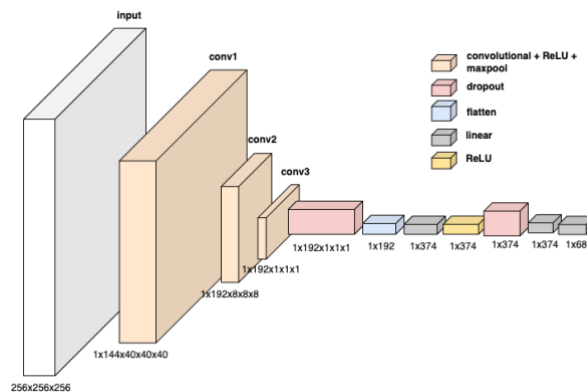 input
conv1
conv2
conv3
convolutional + ReLU +
maxpool
dropout
flatten
linear
ReLU
256x256x256
1x144x40x40x40
1x192x8x8x8
1x192x1x1x1
1x192x1x1x1
1x192
1x374
1x374
1x374
1x374
1x68